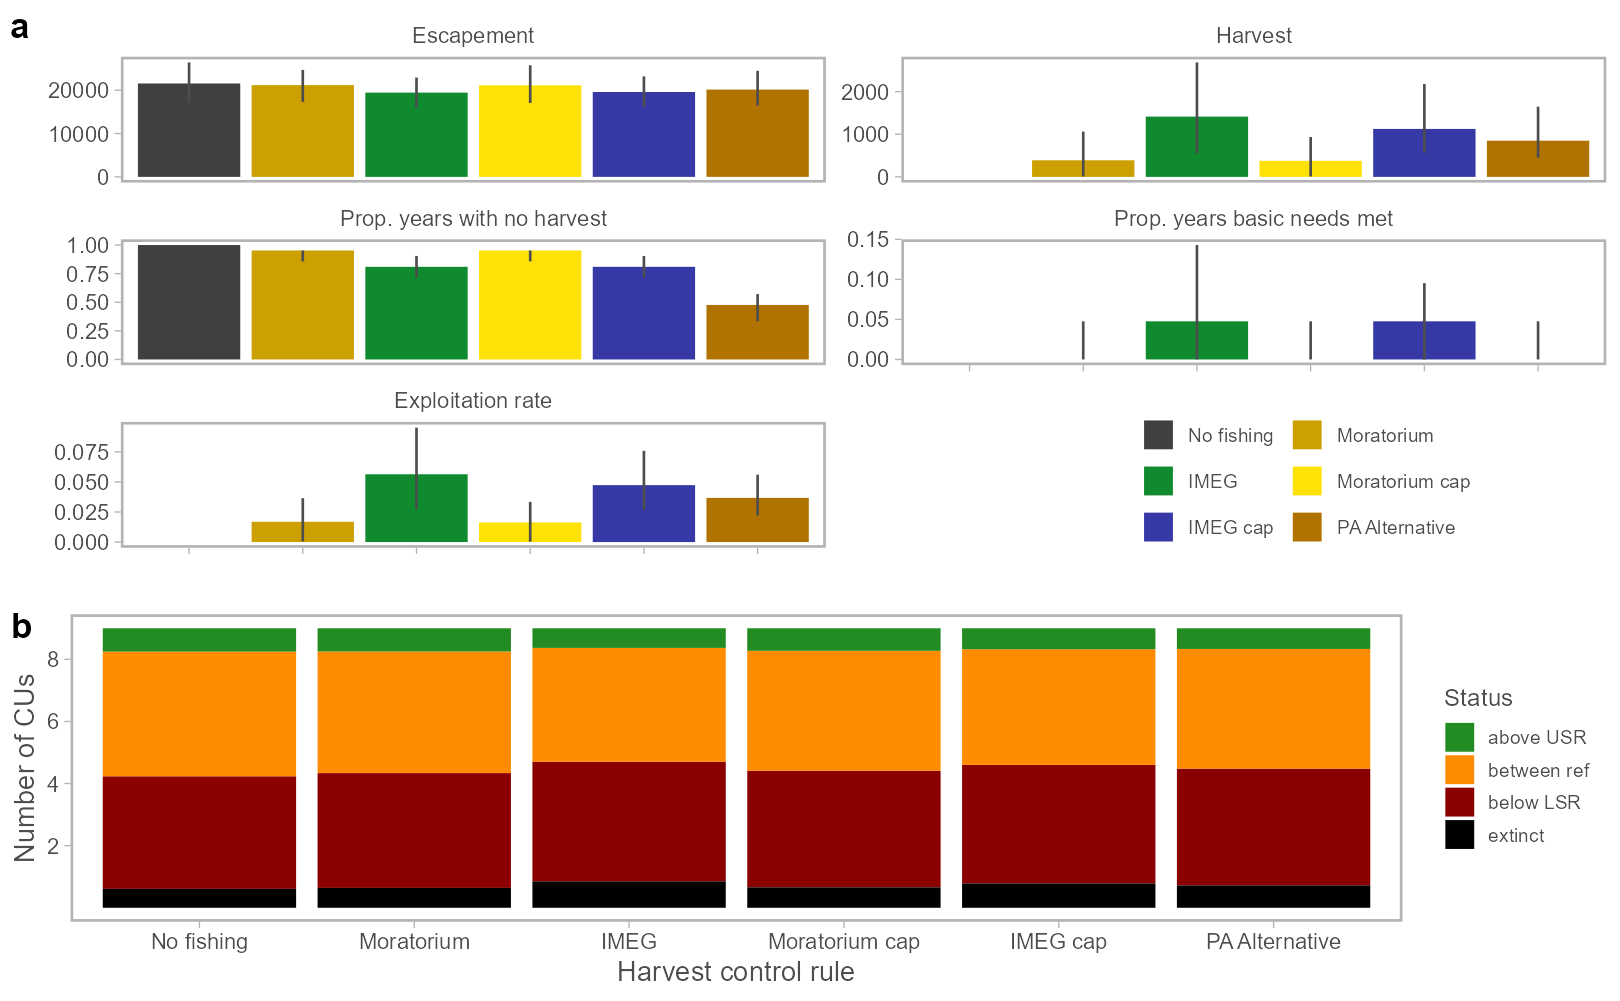 a
Escapement
20000
10000
0
Harvest
2000
1000
0
Prop. years with no harvest
1.00
0.75
0.50
0.25
0.00
Prop. years basic needs met
0.15
0.10
0.05
0.00
Exploitation rate
0.075
0.050
0.025
0.000
No fishing
Moratorium
IMEG
Moratorium cap
IMEG cap
PA Alternative
b
Number of CUs
8
6
4
2
No fishing
Moratorium
IMEG
Moratorium cap
IMEG cap
PA Alternative
Harvest control rule
Status
above USR
between ref
below LSR
extinct